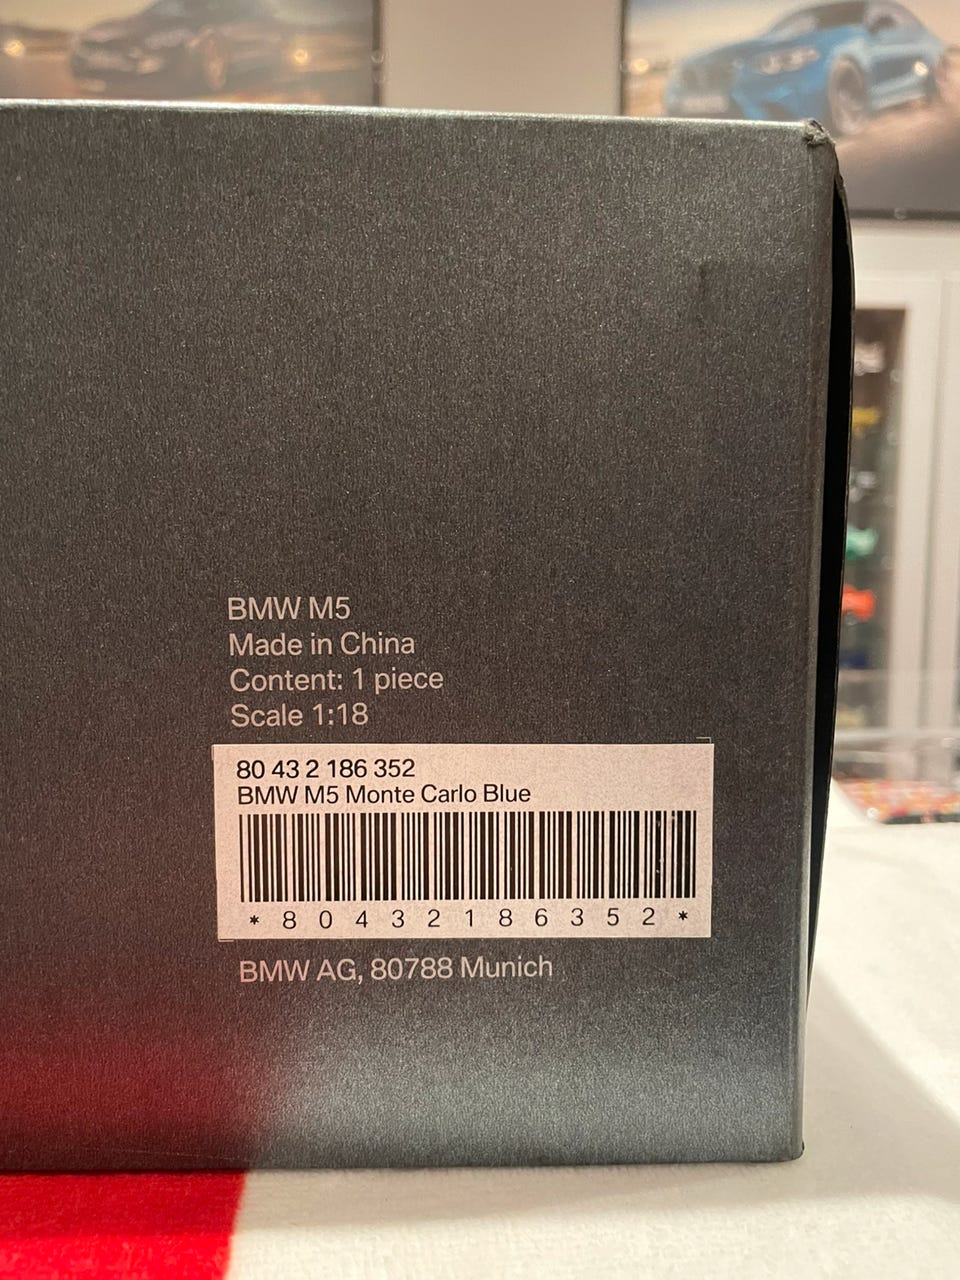 BMW M5
Made in China
Content: 1 piece
Scale 1:18
80 43 2 186 352
BMW M5 Monte Carlo Blue
* 8 0 4 3 2 1 8 6 3 5 2 *
BMW AG, 80788 Munich